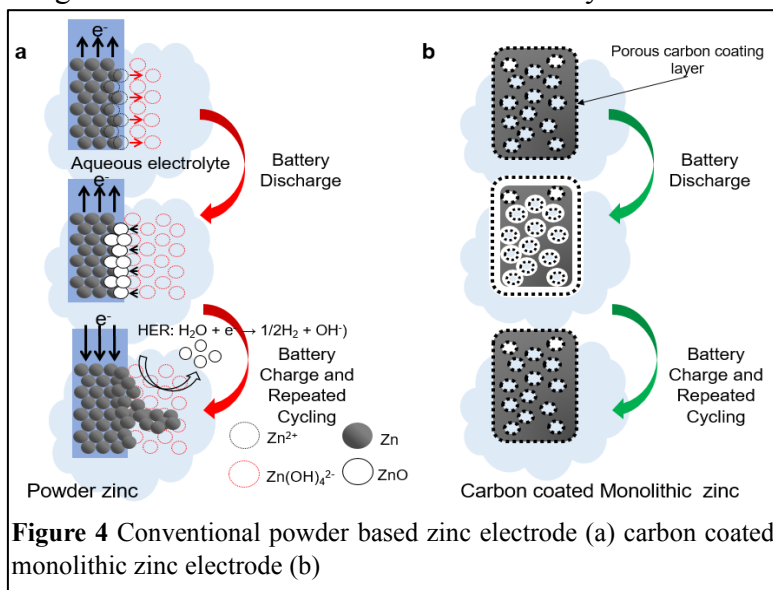 a
e⁻
Aqueous electrolyte
Battery
Discharge
e⁻
e⁻
HER: H₂O + e⁻ → 1/2H₂ + OH⁻)
Battery
Charge and
Repeated
Cycling
Zn²⁺
Zn
Zn(OH)₄²⁻
ZnO
Powder zinc
b
Porous carbon coating
layer
Battery
Discharge
Battery
Charge and
Repeated
Cycling
Carbon coated Monolithic zinc
Figure 4 Conventional powder based zinc electrode (a) carbon coated
monolithic zinc electrode (b)